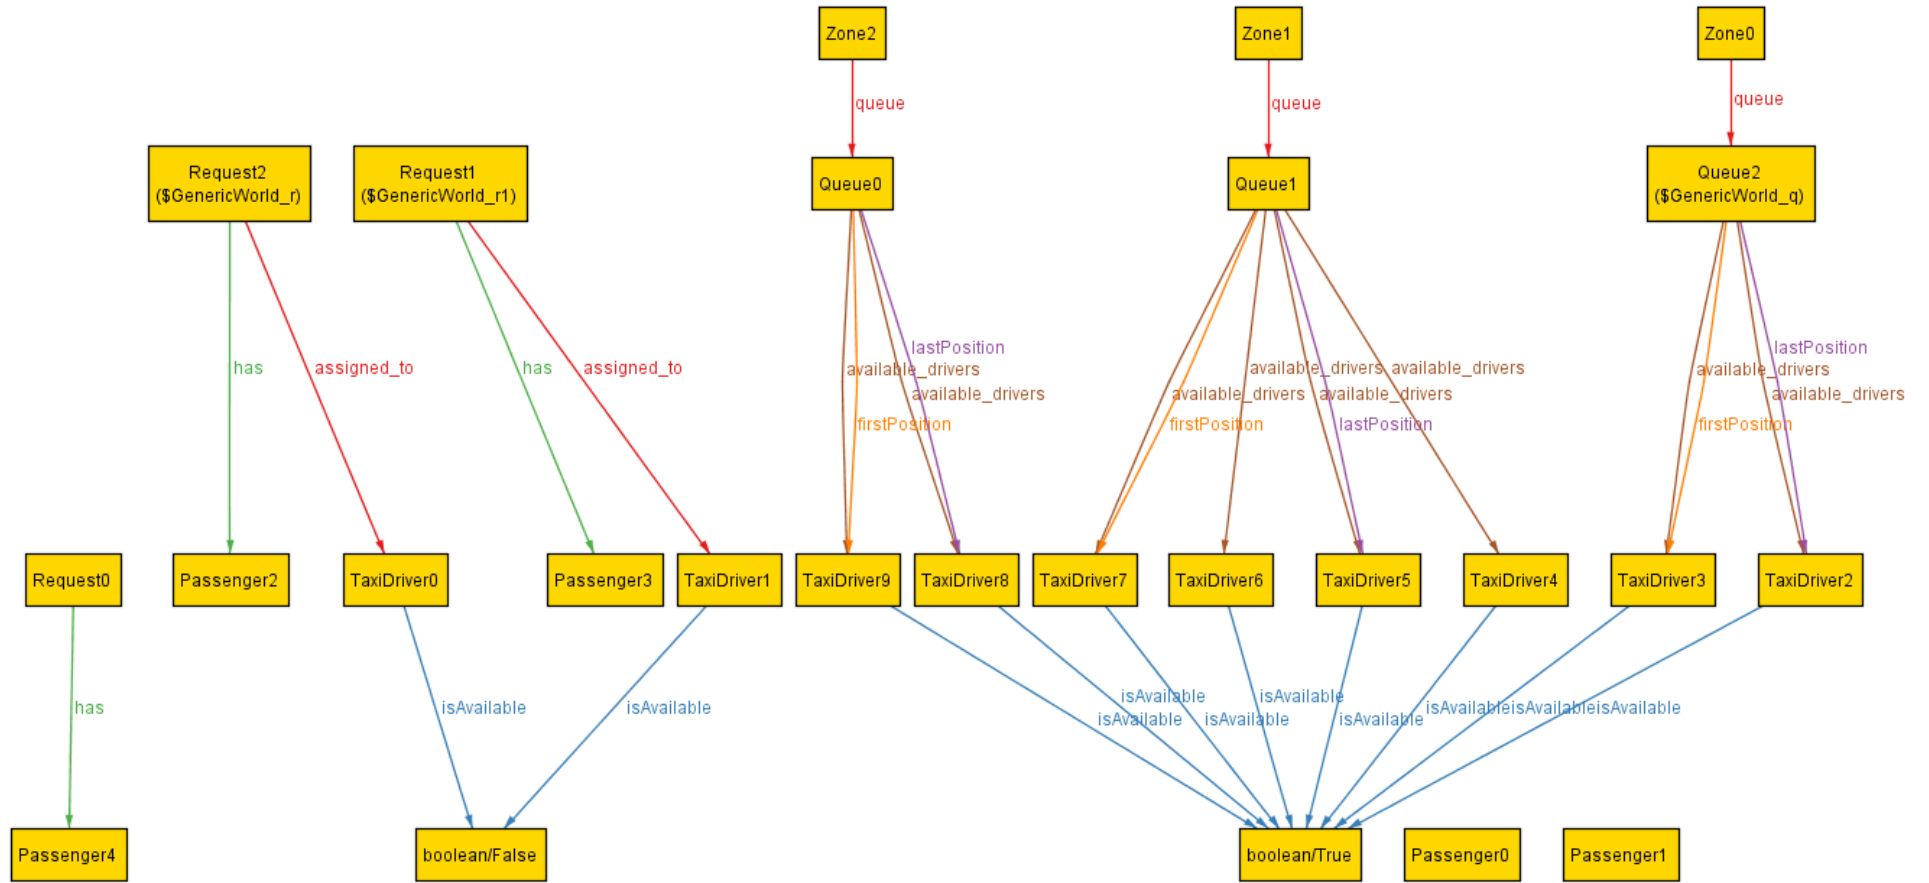 Zone2
Zone1
Zone0
queue
queue
queue
Request2
($GenericWorld_r)
Request1
($GenericWorld_r1)
Queue0
Queue1
Queue2
($GenericWorld_q)
has
assigned_to
has
assigned_to
lastPosition
available_drivers
available_drivers
firstPosition
available_drivers
available_drivers
available_drivers
available_drivers
firstPosition
lastPosition
lastPosition
available_drivers
available_drivers
firstPosition
Request0
Passenger2
TaxiDriver0
Passenger3
TaxiDriver1
TaxiDriver9
TaxiDriver8
TaxiDriver7
TaxiDriver6
TaxiDriver5
TaxiDriver4
TaxiDriver3
TaxiDriver2
has
isAvailable
isAvailable
isAvailable
isAvailable
isAvailable
isAvailable
isAvailable
isAvailable
isAvailable
isAvailable
Passenger4
boolean/False
boolean/True
Passenger0
Passenger1